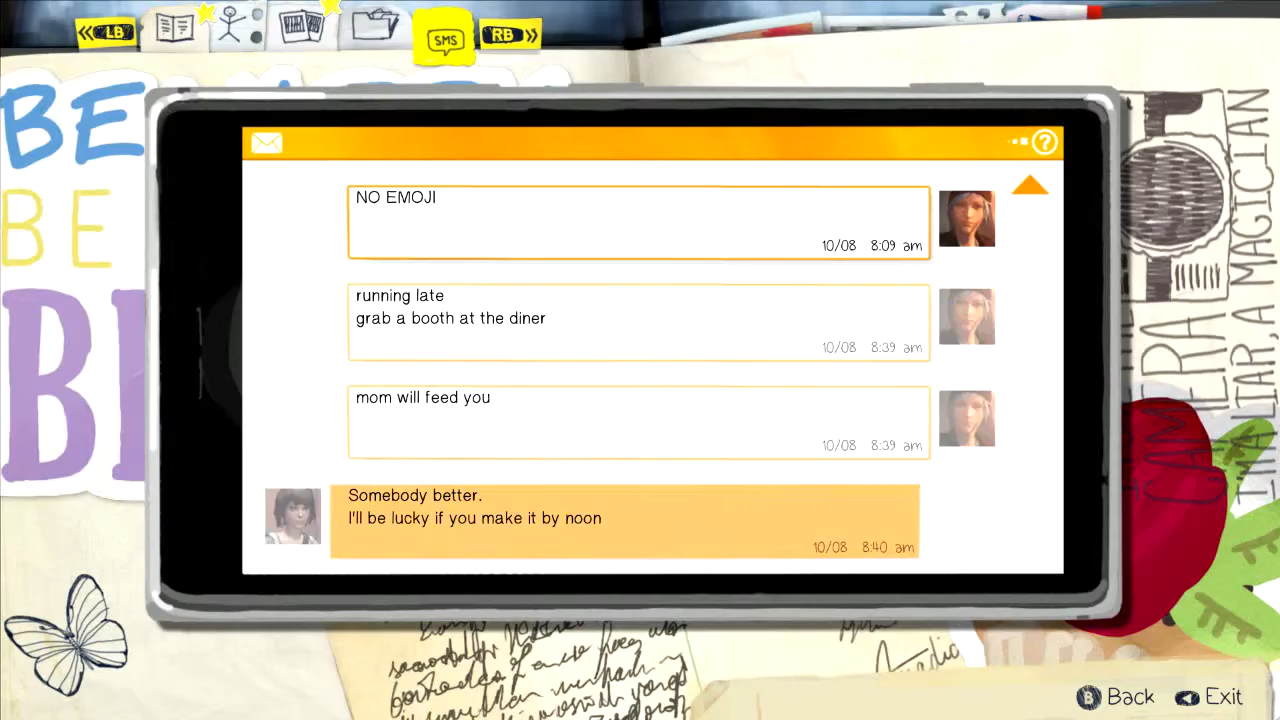 LB
SMS
RB
BE
BE
NO EMOJI
10/08 8:09 am
running late
grab a booth at the diner
10/08 8:39 am
mom will feed you
10/08 8:39 am
Somebody better.
I'll be lucky if you make it by noon
10/08 8:40 am
I'M A LIAR, A MAGICIAN
Back
Exit